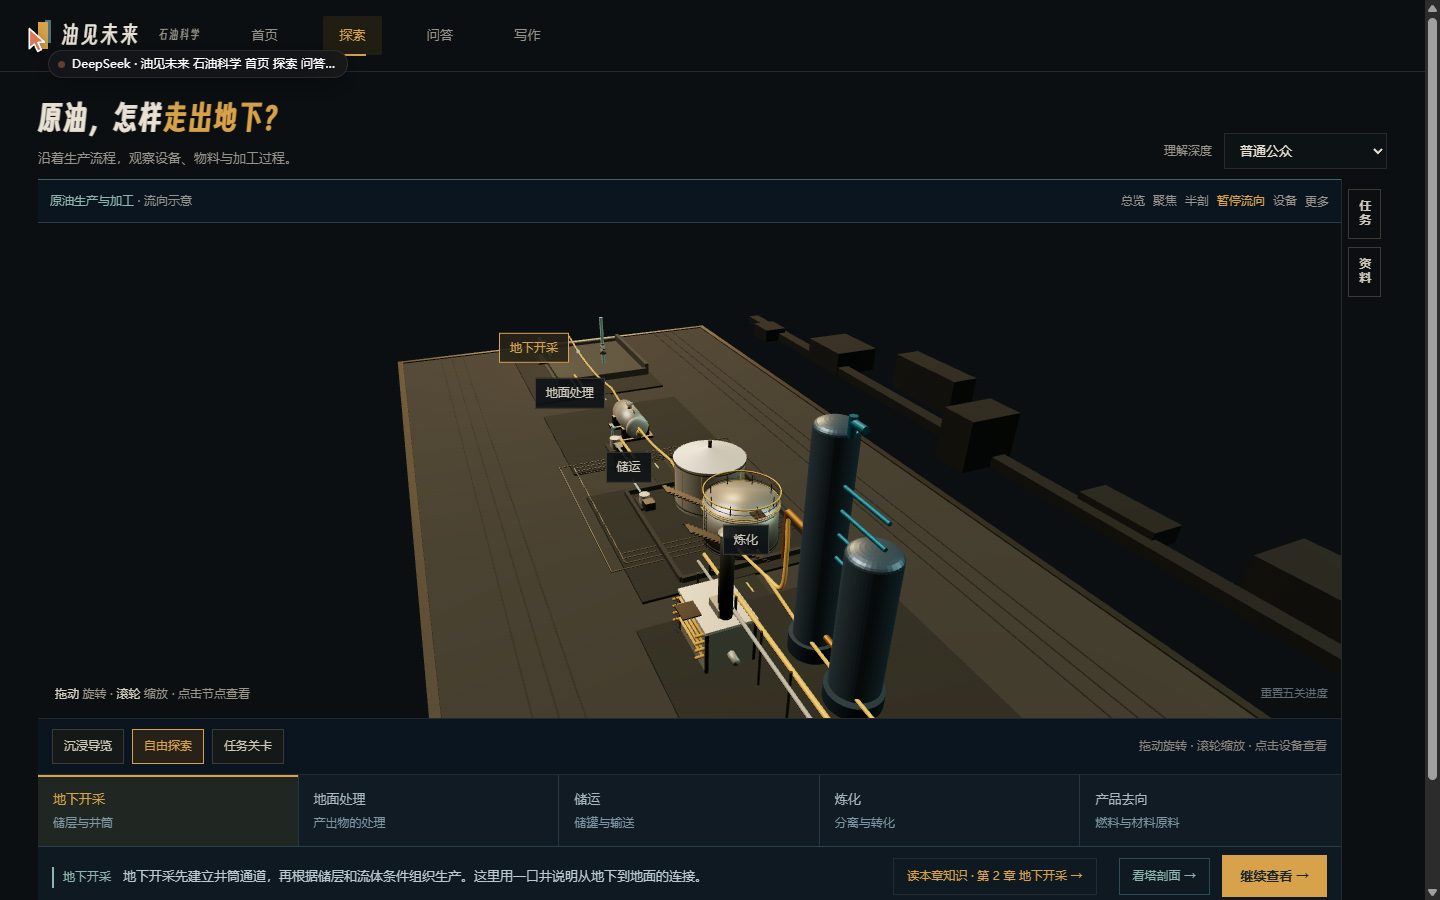 油见未来 石油科学 首页 探索 问答 写作
DeepSeek · 油见未来 石油科学 首页 探索 问答...
原油，怎样走出地下？
沿着生产流程，观察设备、物料与加工过程。
理解深度 普通公众
原油生产与加工 · 流向示意
总览 聚焦 半剖 暂停流向 设备 更多
任务
资料
地下开采
地面处理
储运
炼化
拖动 旋转 · 滚轮 缩放 · 点击节点查看
重置五关进度
沉浸导览 自由探索 任务关卡
拖动旋转 · 滚轮缩放 · 点击设备查看
地下开采 地面处理 储运 炼化 产品去向
储层与井筒 产出物的处理 储罐与输送 分离与转化 燃料与材料原料
地下开采 地下开采先建立井筒通道，再根据储层和流体条件组织生产。这里用一口井说明从地下到地面的连接。
读本章知识 · 第 2 章 地下开采 → 看塔剖面 → 继续查看 →